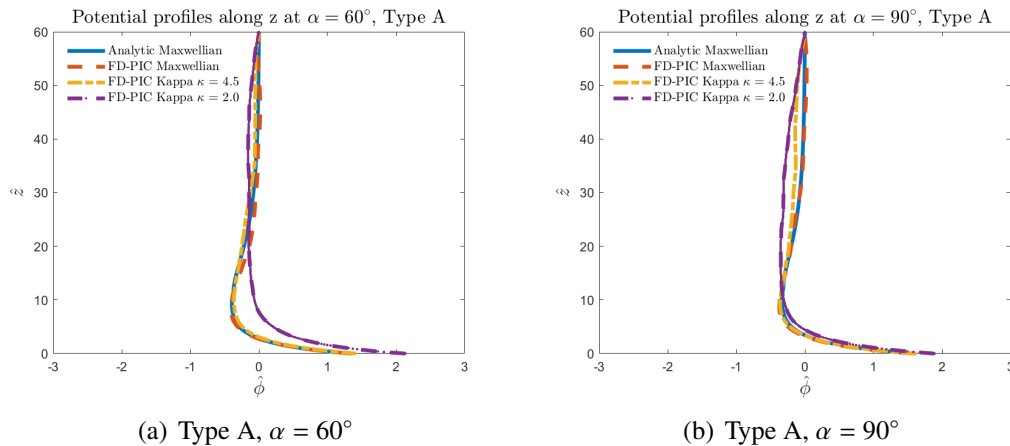 Potential profiles along z at α = 60°, Type A
60
50
40
30
20
10
0
ẑ
Analytic Maxwellian
FD-PIC Maxwellian
FD-PIC Kappa κ = 4.5
FD-PIC Kappa κ = 2.0
-3 -2 -1 0 1 2 3
ϕ̂
(a) Type A, α = 60°
Potential profiles along z at α = 90°, Type A
60
50
40
30
20
10
0
ẑ
Analytic Maxwellian
FD-PIC Maxwellian
FD-PIC Kappa κ = 4.5
FD-PIC Kappa κ = 2.0
-3 -2 -1 0 1 2 3
ϕ̂
(b) Type A, α = 90°